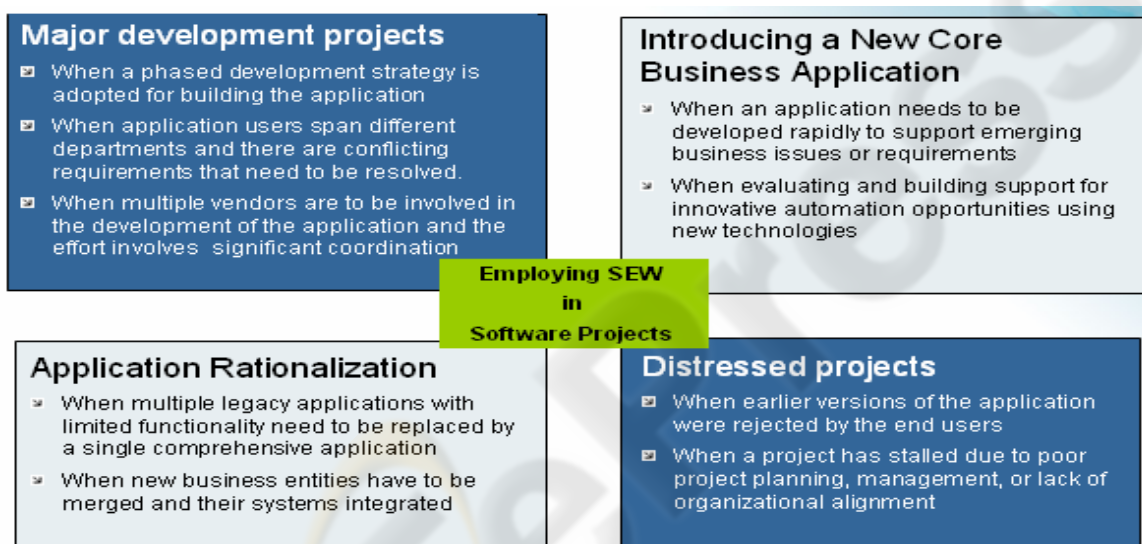 Major development projects
When a phased development strategy is
adopted for building the application
When application users span different
departments and there are conflicting
requirements that need to be resolved.
When multiple vendors are to be involved in
the development of the application and the
effort involves significant coordination
Introducing a New Core
Business Application
When an application needs to be
developed rapidly to support emerging
business issues or requirements
When evaluating and building support for
innovative automation opportunities using
new technologies
Employing SEW
in
Software Projects
Application Rationalization
When multiple legacy applications with
limited functionality need to be replaced by
a single comprehensive application
When new business entities have to be
merged and their systems integrated
Distressed projects
When earlier versions of the application
were rejected by the end users
When a project has stalled due to poor
project planning, management, or lack of
organizational alignment